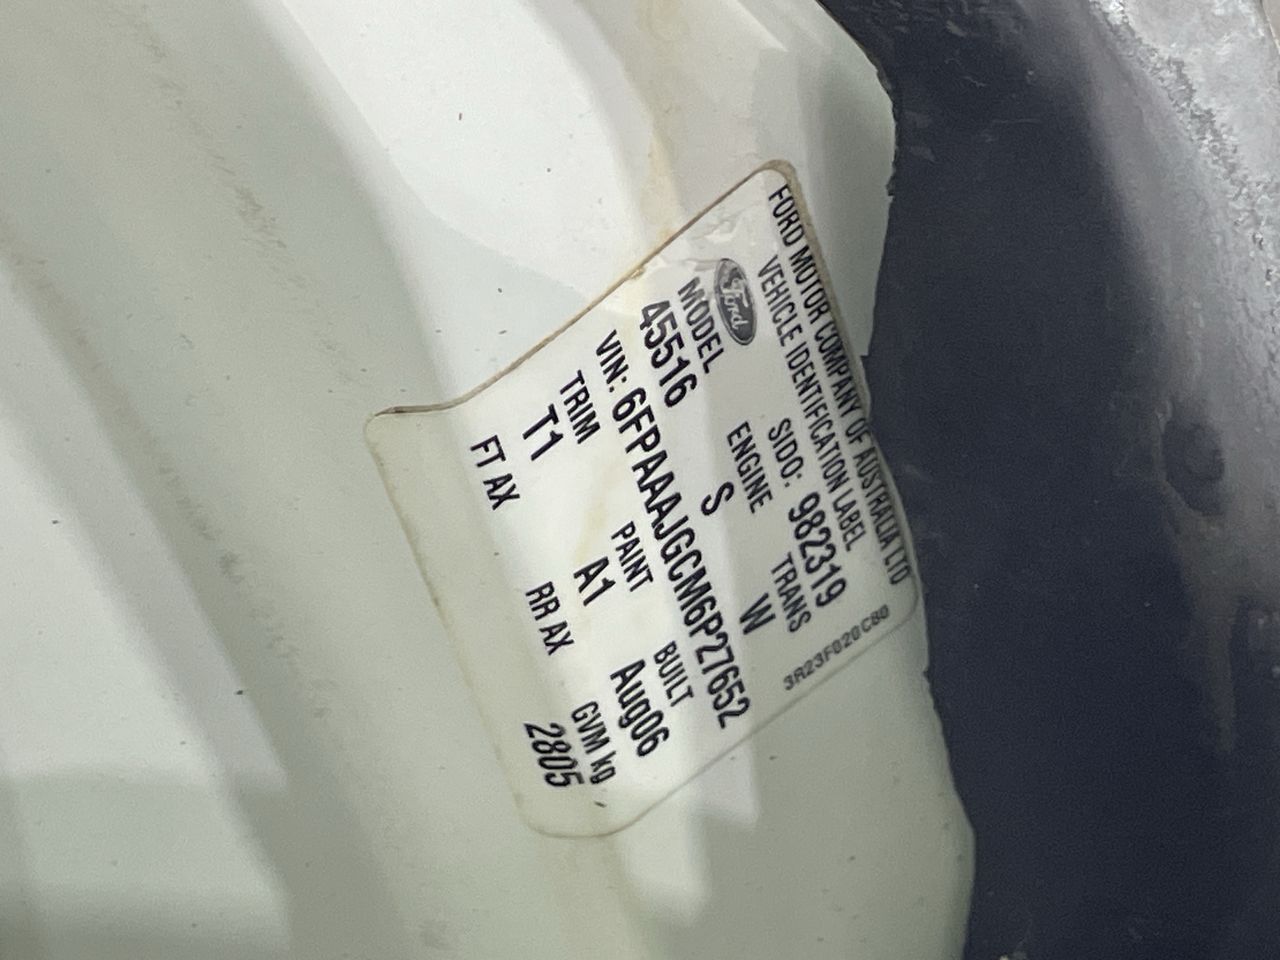 FORD MOTOR COMPANY OF AUSTRALIA LTD
VEHICLE IDENTIFICATION LABEL
Ford
SIDO: 982319
3R23F020C80
MODEL ENGINE TRANS
45516 S W
VIN: 6FPAAAJGCM6P27652
TRIM PAINT BUILT
T1 A1 Aug06
FT AX RR AX GVM kg
2805